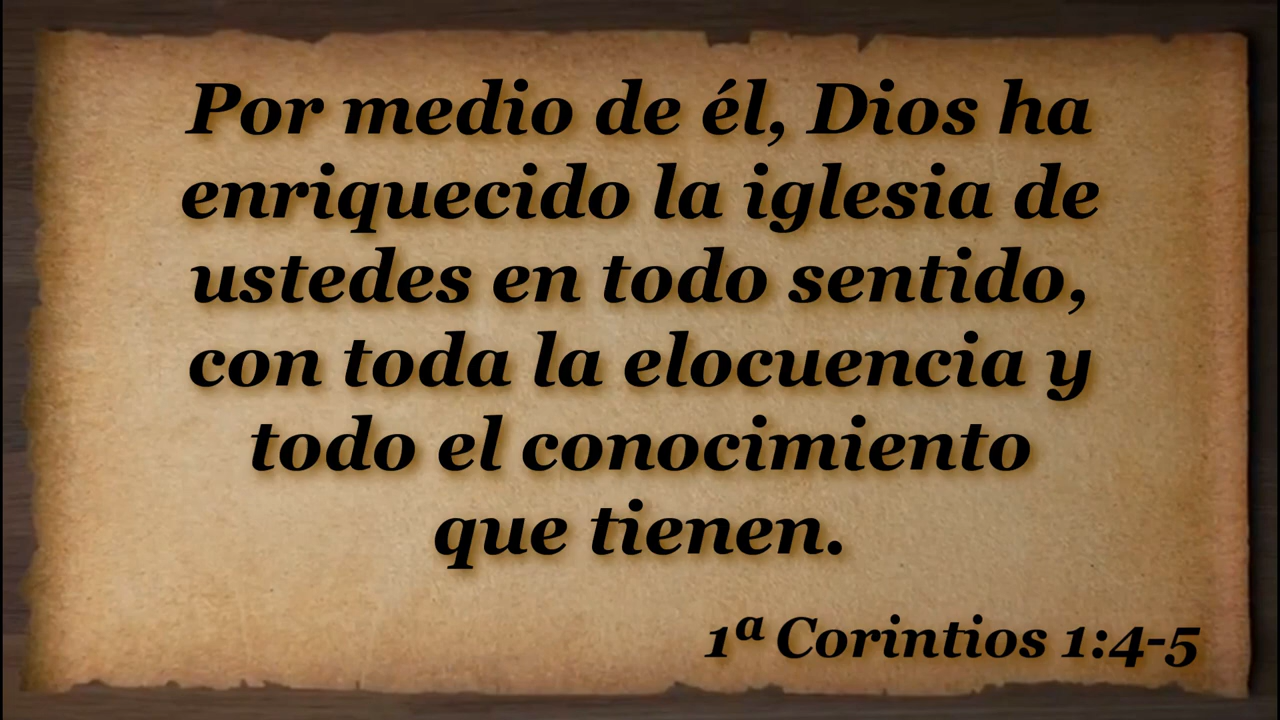 Por medio de él, Dios ha
enriquecido la iglesia de
ustedes en todo sentido,
con toda la elocuencia y
todo el conocimiento
que tienen.
1ª Corintios 1:4-5